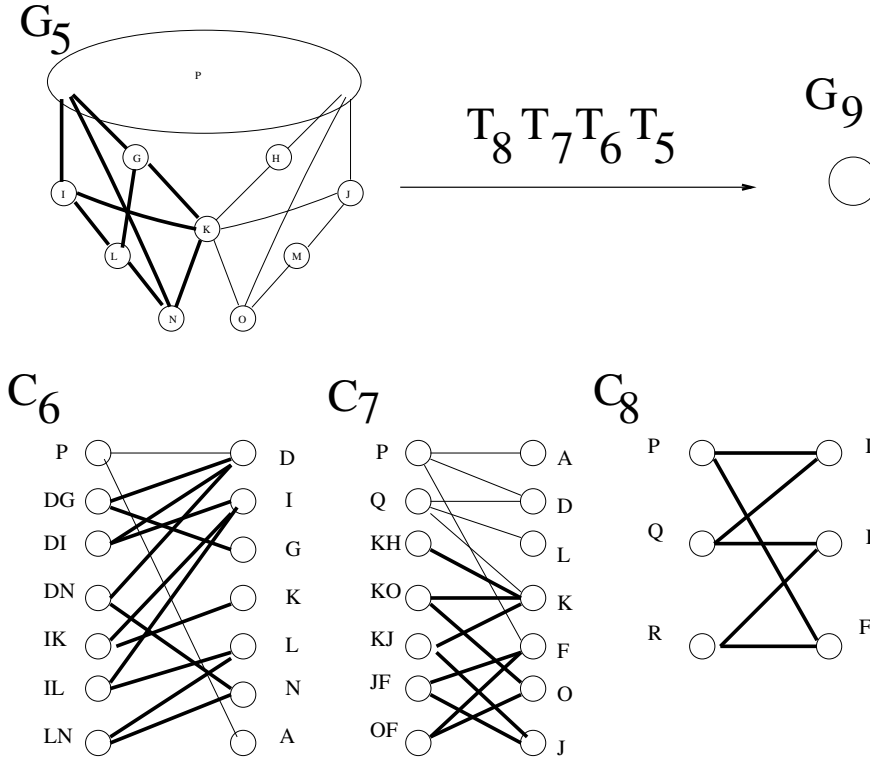 G5
P
G9
T8 T7 T6 T5
G H
I J
K
L M
N O
C6
P D
DG I
DI G
DN K
IK L
IL N
LN A
C7
P A
Q D
KH L
KO K
KJ F
JF O
OF J
C8
P
Q
R F